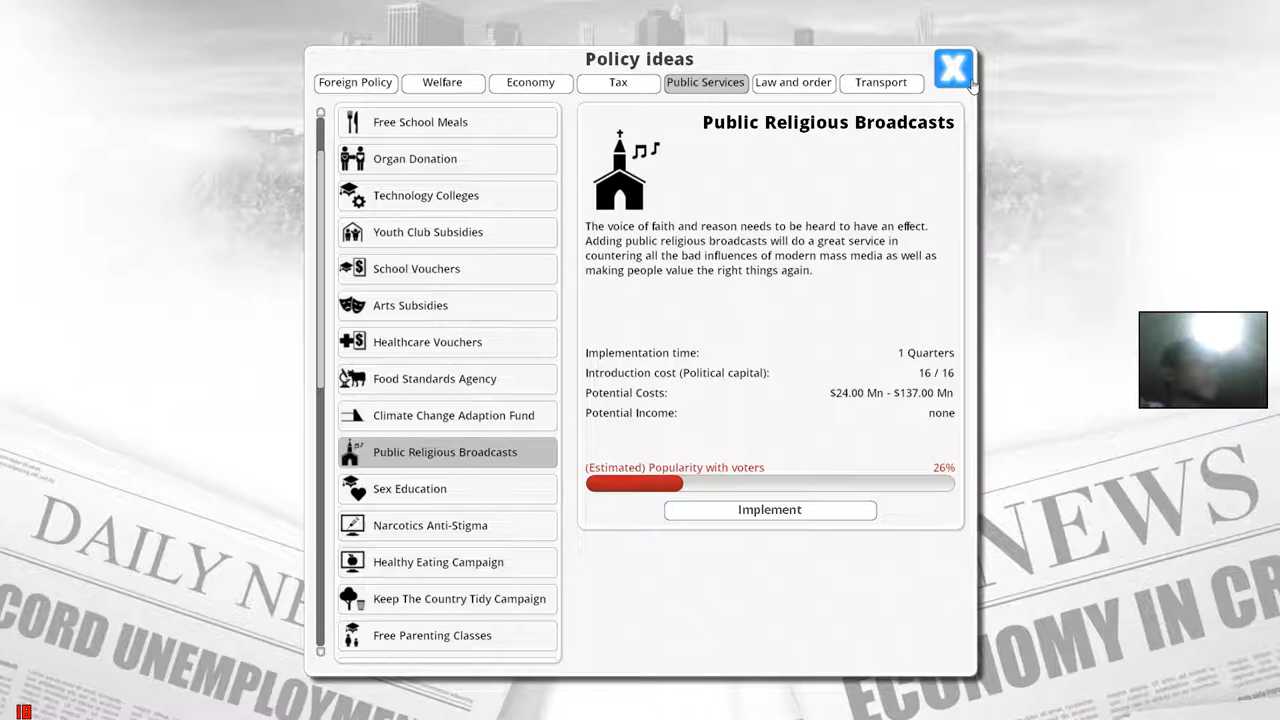 Policy ideas
X
Foreign Policy
Welfare
Economy
Tax
Public Services
Law and order
Transport
Free School Meals
Organ Donation
Technology Colleges
Youth Club Subsidies
School Vouchers
Arts Subsidies
Healthcare Vouchers
Food Standards Agency
Climate Change Adaption Fund
Public Religious Broadcasts
Sex Education
Narcotics Anti-Stigma
Healthy Eating Campaign
Keep The Country Tidy Campaign
Free Parenting Classes
Public Religious Broadcasts
The voice of faith and reason needs to be heard to have an effect.
Adding public religious broadcasts will do a great service in
countering all the bad influences of modern mass media as well as
making people value the right things again.
Implementation time: 1 Quarters
Introduction cost (Political capital): 16 / 16
Potential Costs: $24.00 Mn - $137.00 Mn
Potential Income: none
(Estimated) Popularity with voters 26%
Implement
DAILY NE
CORD UNEMPLOYM
NEWS
ECONOMY IN CR
18